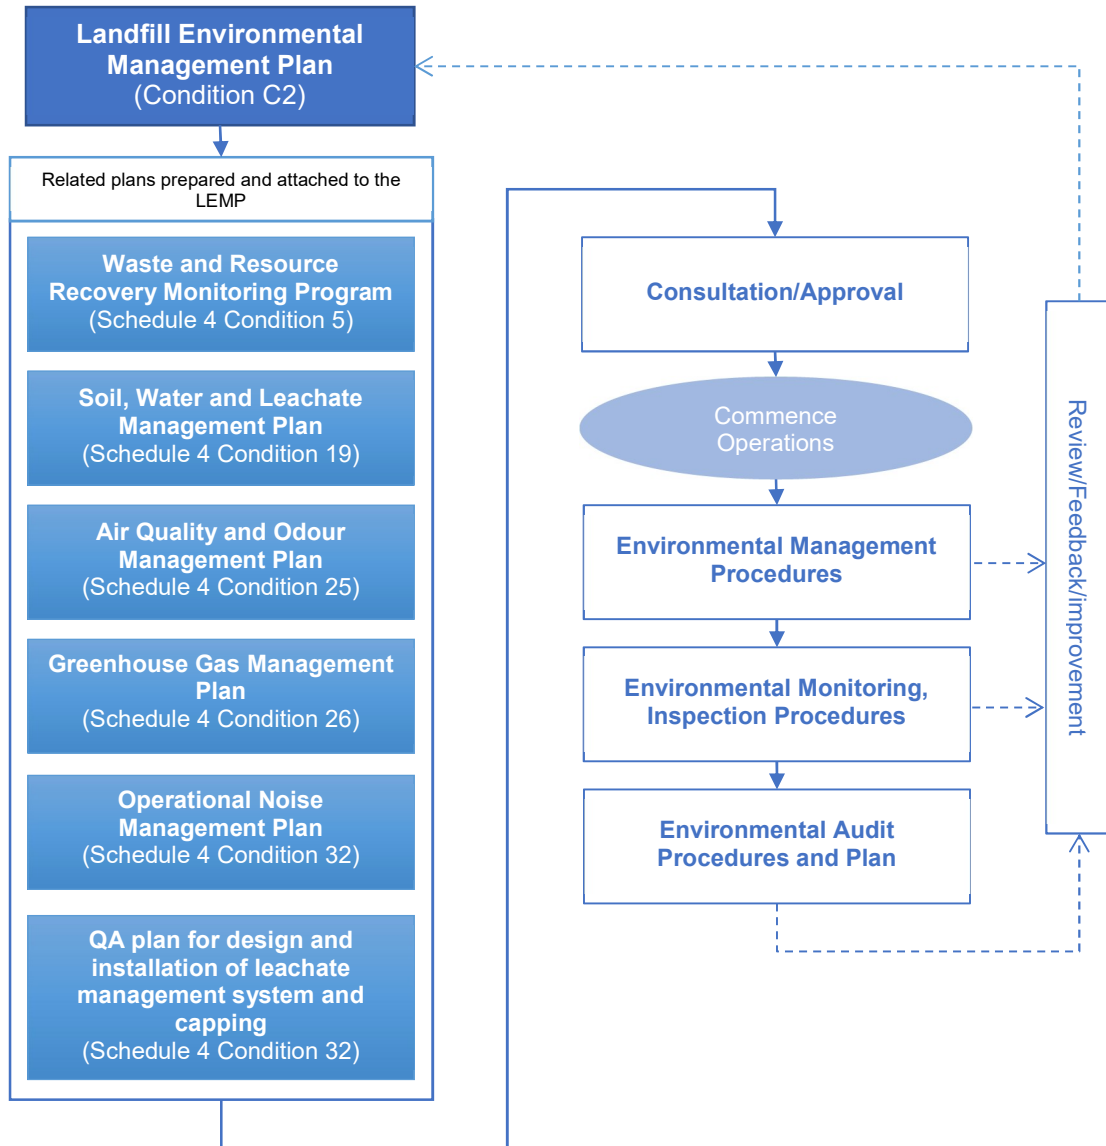 Landfill Environmental
Management Plan
(Condition C2)
Related plans prepared and attached to the
LEMP
Waste and Resource
Recovery Monitoring Program
(Schedule 4 Condition 5)
Soil, Water and Leachate
Management Plan
(Schedule 4 Condition 19)
Air Quality and Odour
Management Plan
(Schedule 4 Condition 25)
Greenhouse Gas Management
Plan
(Schedule 4 Condition 26)
Operational Noise
Management Plan
(Schedule 4 Condition 32)
QA plan for design and
installation of leachate
management system and
capping
(Schedule 4 Condition 32)
Consultation/Approval
Commence
Operations
Environmental Management
Procedures
Environmental Monitoring,
Inspection Procedures
Environmental Audit
Procedures and Plan
Review/Feedback/improvement